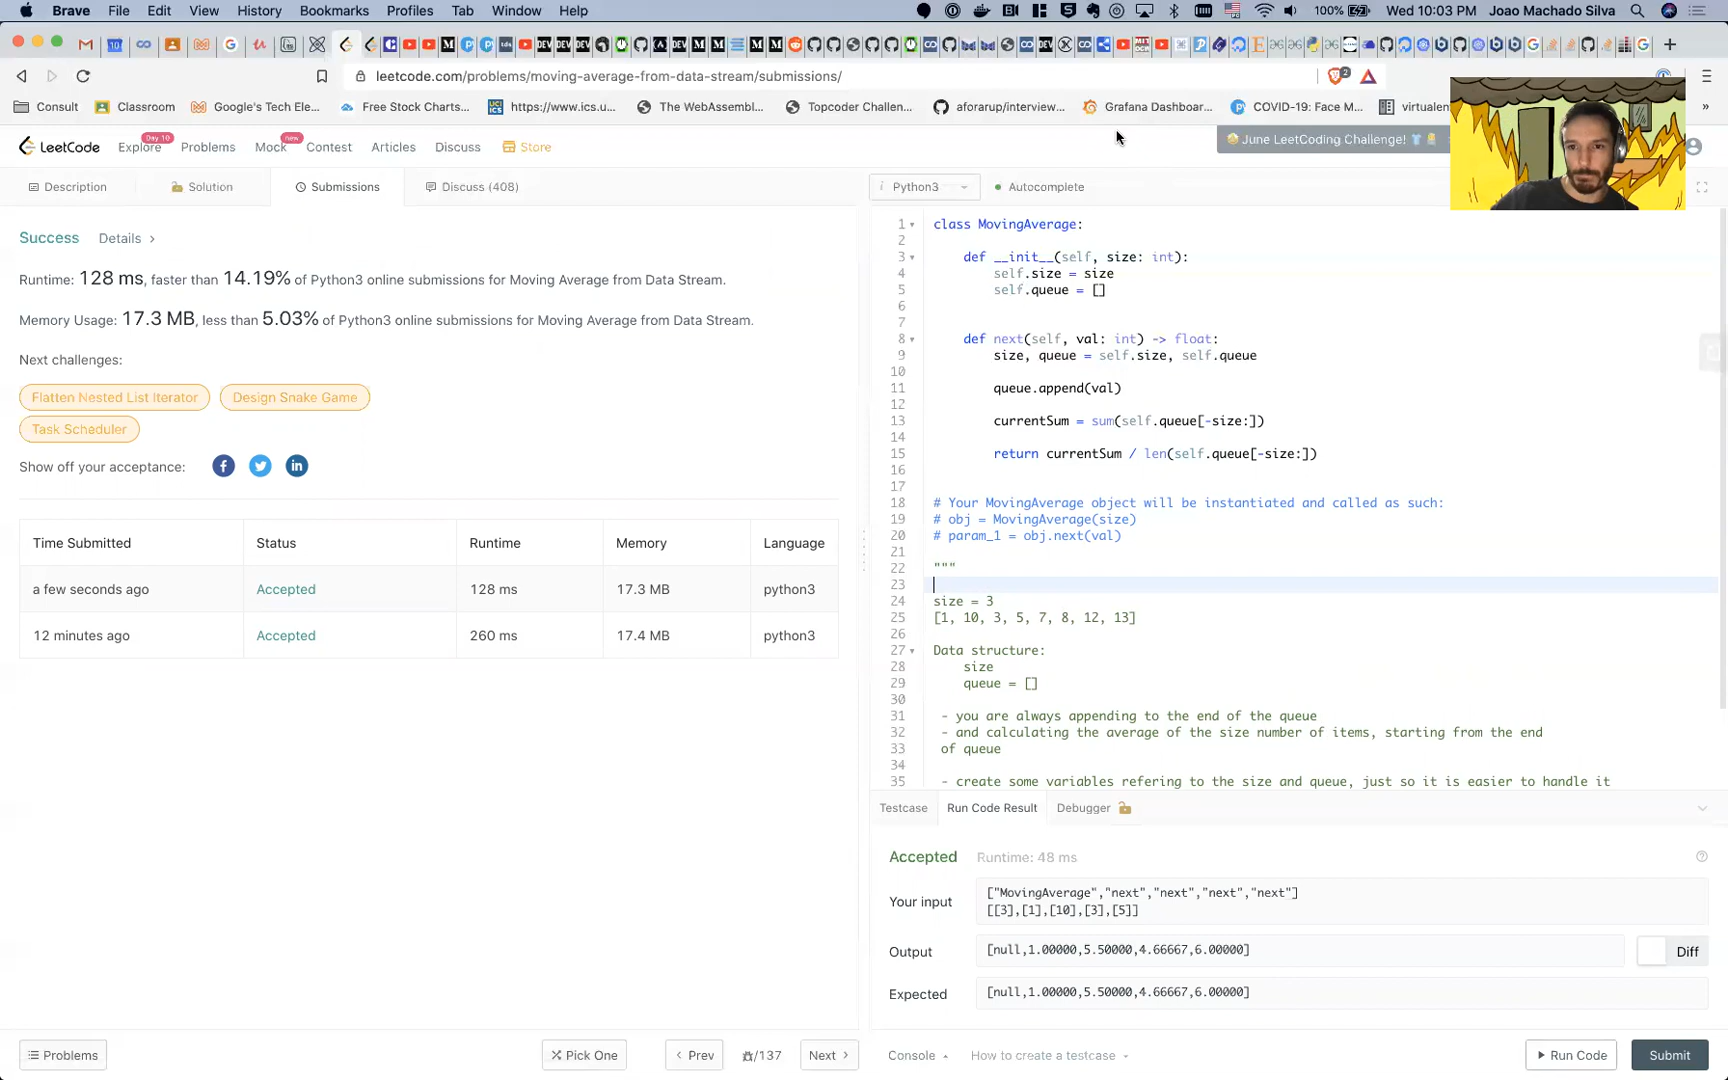 Brave File Edit View History Bookmarks Profiles Tab Window Help 100% Wed 10:03 PM Joao Machado Silva
leetcode.com/problems/moving-average-from-data-stream/submissions/
Consult Classroom Google's Tech Ele... Free Stock Charts... https://www.ics.u... The WebAssembl... Topcoder Challen... aforarup/interview... Grafana Dashboar... COVID-19: Face M... virtualen
LeetCode Explore Day 10 Problems Mock new Contest Articles Discuss Store June LeetCoding Challenge!
Description Solution Submissions Discuss (408)
Success Details >
Runtime: 128 ms, faster than 14.19% of Python3 online submissions for Moving Average from Data Stream.
Memory Usage: 17.3 MB, less than 5.03% of Python3 online submissions for Moving Average from Data Stream.
Next challenges:
Flatten Nested List Iterator Design Snake Game
Task Scheduler
Show off your acceptance:
Time Submitted Status Runtime Memory Language
a few seconds ago Accepted 128 ms 17.3 MB python3
12 minutes ago Accepted 260 ms 17.4 MB python3
Problems Pick One < Prev /137 Next >
i Python3 Autocomplete
1 class MovingAverage:
2
3 def __init__(self, size: int):
4 self.size = size
5 self.queue = []
6
7
8 def next(self, val: int) -> float:
9 size, queue = self.size, self.queue
10
11 queue.append(val)
12
13 currentSum = sum(self.queue[-size:])
14
15 return currentSum / len(self.queue[-size:])
16
17
18 # Your MovingAverage object will be instantiated and called as such:
19 # obj = MovingAverage(size)
20 # param_1 = obj.next(val)
21
22 """
23
24 size = 3
25 [1, 10, 3, 5, 7, 8, 12, 13]
26
27 Data structure:
28 size
29 queue = []
30
31 - you are always appending to the end of the queue
32 - and calculating the average of the size number of items, starting from the end
33 of queue
34
35 - create some variables refering to the size and queue, just so it is easier to handle it
Testcase Run Code Result Debugger
Accepted Runtime: 48 ms
Your input
["MovingAverage","next","next","next","next"]
[[3],[1],[10],[3],[5]]
Output [null,1.00000,5.50000,4.66667,6.00000] Diff
Expected [null,1.00000,5.50000,4.66667,6.00000]
Console How to create a testcase Run Code Submit